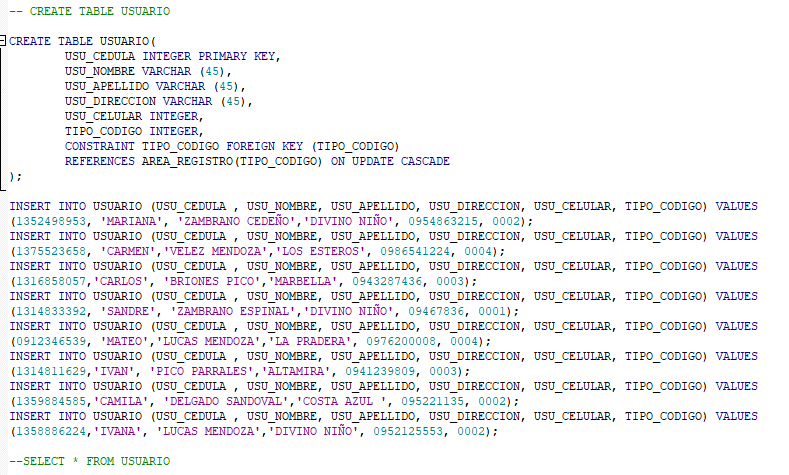 -- CREATE TABLE USUARIO
CREATE TABLE USUARIO(
USU_CEDULA INTEGER PRIMARY KEY,
USU_NOMBRE VARCHAR (45),
USU_APELLIDO VARCHAR (45),
USU_DIRECCION VARCHAR (45),
USU_CELULAR INTEGER,
TIPO_CODIGO INTEGER,
CONSTRAINT TIPO_CODIGO FOREIGN KEY (TIPO_CODIGO)
REFERENCES AREA_REGISTRO(TIPO_CODIGO) ON UPDATE CASCADE
);
INSERT INTO USUARIO (USU_CEDULA , USU_NOMBRE, USU_APELLIDO, USU_DIRECCION, USU_CELULAR, TIPO_CODIGO) VALUES
(1352498953, 'MARIANA', 'ZAMBRANO CEDEÑO','DIVINO NIÑO', 0954863215, 0002);
INSERT INTO USUARIO (USU_CEDULA , USU_NOMBRE, USU_APELLIDO, USU_DIRECCION, USU_CELULAR, TIPO_CODIGO) VALUES
(1375523658, 'CARMEN','VELEZ MENDOZA','LOS ESTEROS', 0986541224, 0004);
INSERT INTO USUARIO (USU_CEDULA , USU_NOMBRE, USU_APELLIDO, USU_DIRECCION, USU_CELULAR, TIPO_CODIGO) VALUES
(1316858057,'CARLOS', 'BRIONES PICO','MARBELLA', 0943287436, 0003);
INSERT INTO USUARIO (USU_CEDULA , USU_NOMBRE, USU_APELLIDO, USU_DIRECCION, USU_CELULAR, TIPO_CODIGO) VALUES
(1314833392, 'SANDRE', 'ZAMBRANO ESPINAL','DIVINO NIÑO', 09467836, 0001);
INSERT INTO USUARIO (USU_CEDULA , USU_NOMBRE, USU_APELLIDO, USU_DIRECCION, USU_CELULAR, TIPO_CODIGO) VALUES
(0912346539, 'MATEO','LUCAS MENDOZA','LA PRADERA', 0976200008, 0004);
INSERT INTO USUARIO (USU_CEDULA , USU_NOMBRE, USU_APELLIDO, USU_DIRECCION, USU_CELULAR, TIPO_CODIGO) VALUES
(1314811629,'IVAN', 'PICO PARRALES','ALTAMIRA', 0941239809, 0003);
INSERT INTO USUARIO (USU_CEDULA , USU_NOMBRE, USU_APELLIDO, USU_DIRECCION, USU_CELULAR, TIPO_CODIGO) VALUES
(1359884585,'CAMILA', 'DELGADO SANDOVAL','COSTA AZUL ', 095221135, 0002);
INSERT INTO USUARIO (USU_CEDULA , USU_NOMBRE, USU_APELLIDO, USU_DIRECCION, USU_CELULAR, TIPO_CODIGO) VALUES
(1358886224,'IVANA', 'LUCAS MENDOZA','DIVINO NIÑO', 0952125553, 0002);
--SELECT * FROM USUARIO